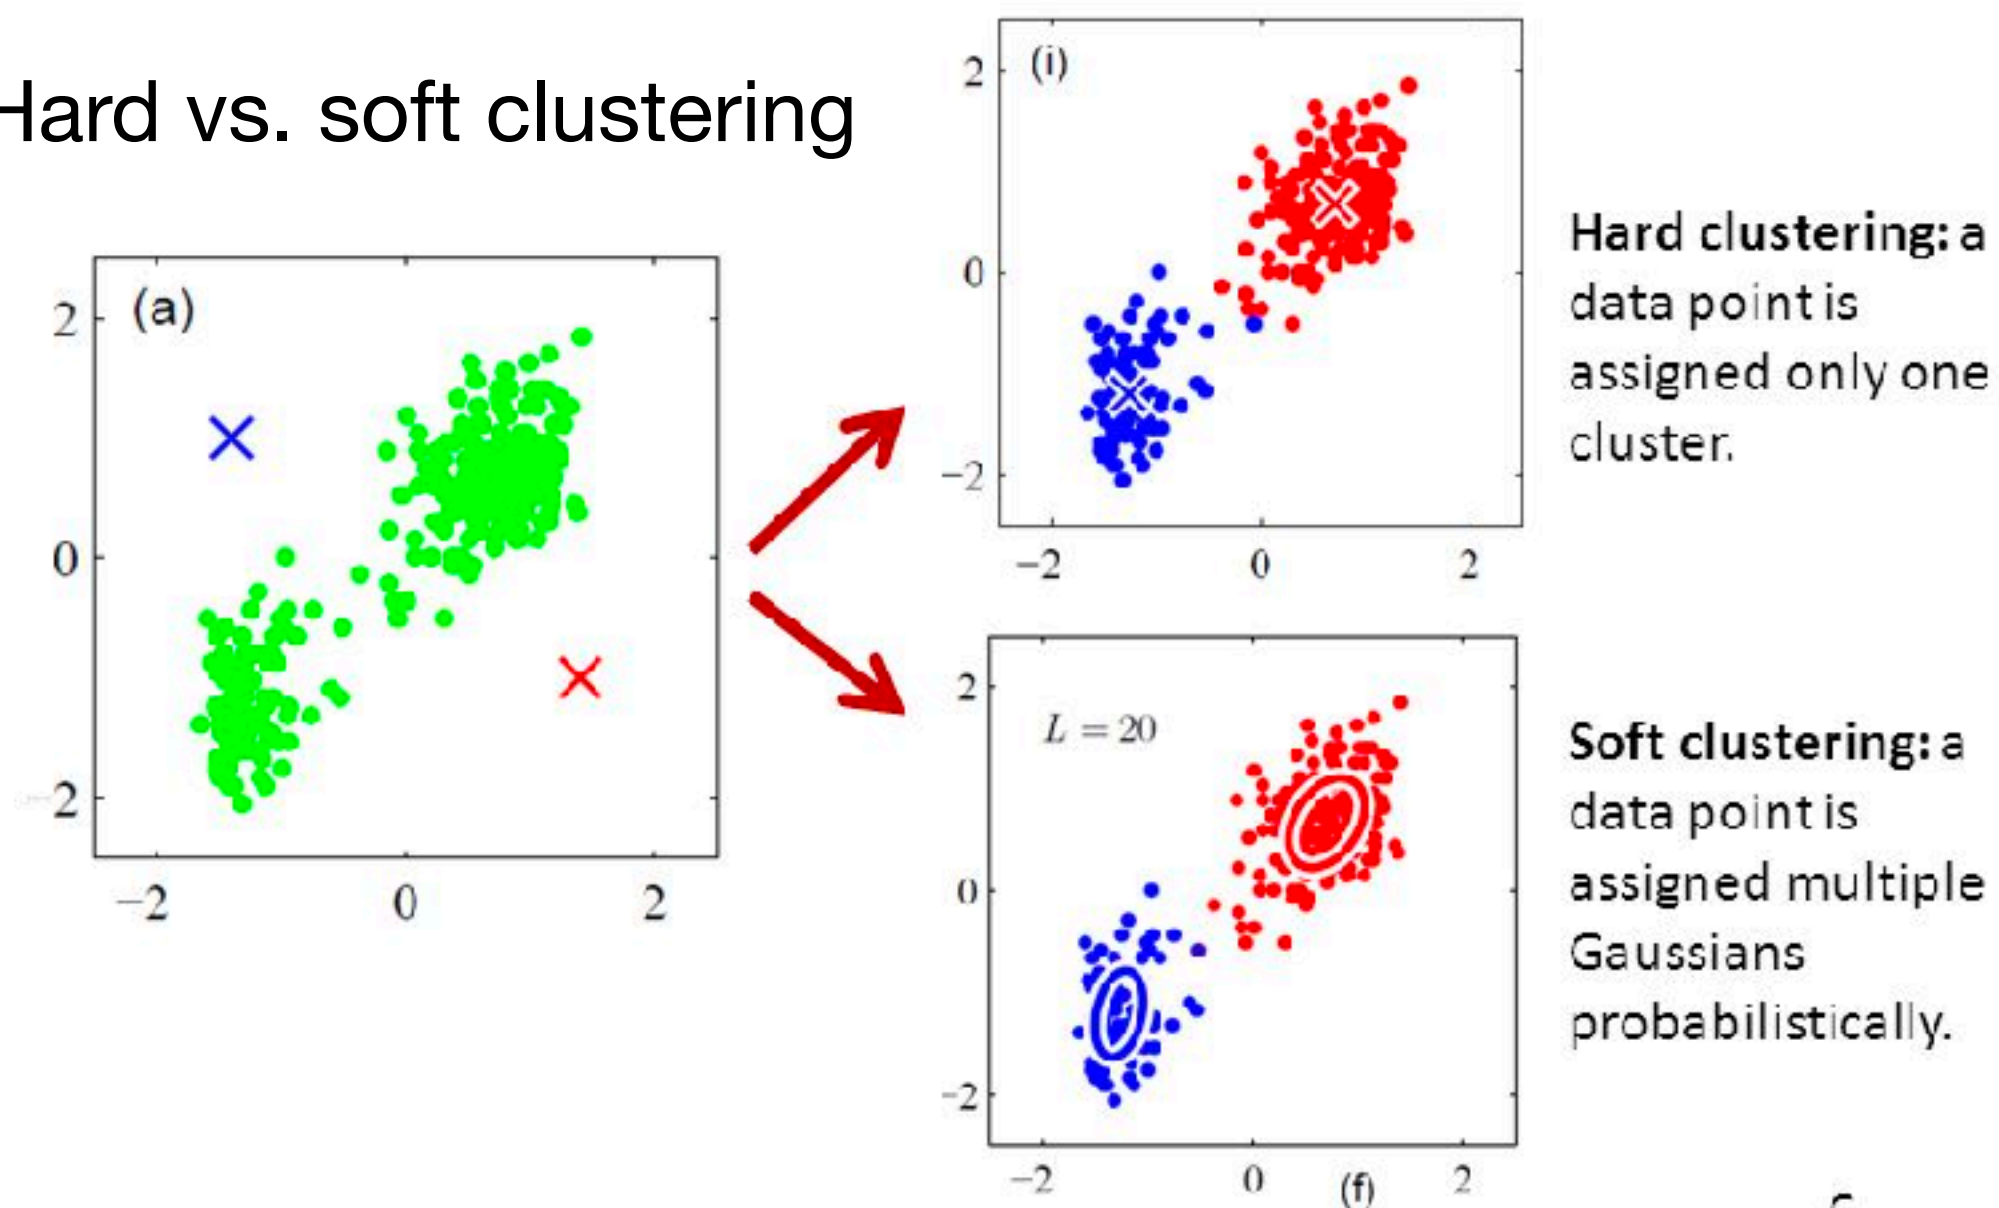 Hard vs. soft clustering
(a)
2
0
−2
−2
0
2
(i)
2
0
−2
−2
0
2
Hard clustering: a
data point is
assigned only one
cluster.
L = 20
2
0
−2
−2
0
2
(f)
Soft clustering: a
data point is
assigned multiple
Gaussians
probabilistically.